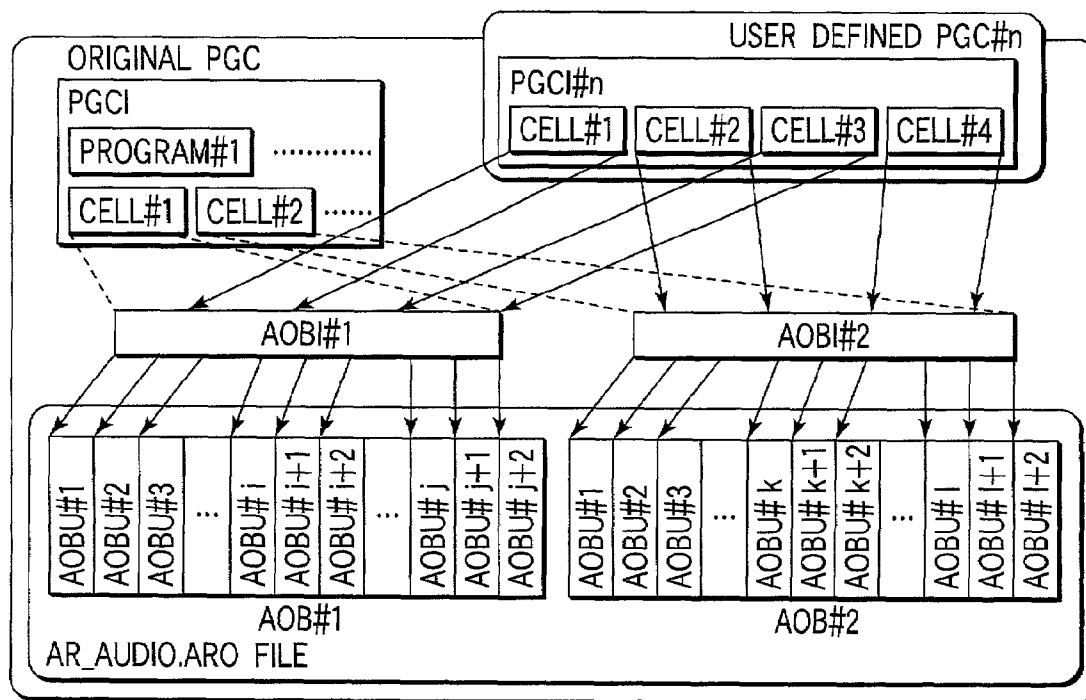 USER DEFINED PGC#n
ORIGINAL PGC
PGCI
PGCI#n
CELL#1 CELL#2 CELL#3 CELL#4
PROGRAM#1 ............
CELL#1 CELL#2 ......
AOBI#1 AOBI#2
AOBU#1
AOBU#2
AOBU#3
...
AOBU# i
AOBU# i+1
AOBU# i+2
...
AOBU# j
AOBU# j+1
AOBU# j+2
AOBU#1
AOBU#2
AOBU#3
...
AOBU# k
AOBU# k+1
AOBU# k+2
...
AOBU# l
AOBU# l+1
AOBU# l+2
AOB#1 AOB#2
AR_AUDIO.ARO FILE